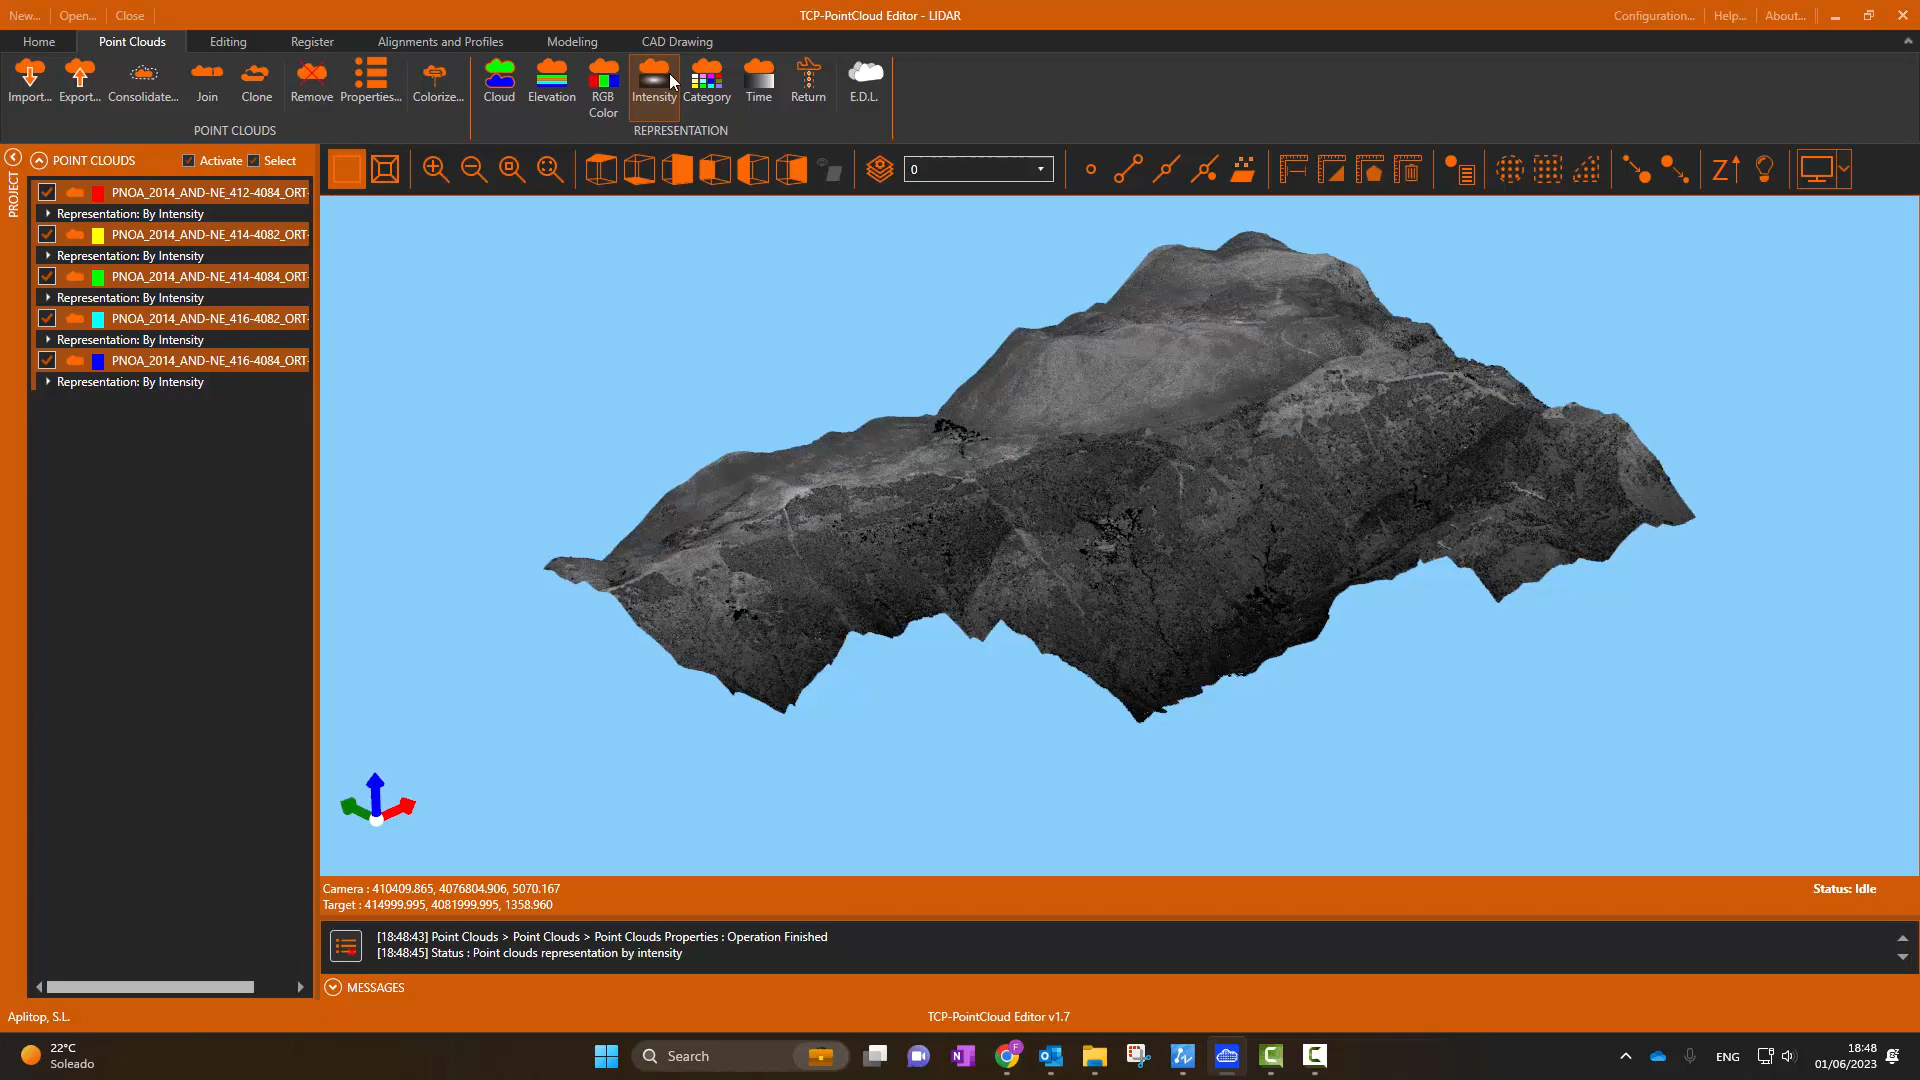 New...
Open...
Close
TCP-PointCloud Editor - LIDAR
Configuration...
Help...
About...
Home
Point Clouds
Editing
Register
Alignments and Profiles
Modeling
CAD Drawing
Import...
Export...
Consolidate...
Join
Clone
Remove
Properties...
Colorize...
Cloud
Elevation
RGB
Color
Intensity
Category
Time
Return
E.D.L.
POINT CLOUDS
REPRESENTATION
PROJECT
POINT CLOUDS
Activate
Select
0
Z
PNOA_2014_AND-NE_412-4084_ORT-
Representation: By Intensity
PNOA_2014_AND-NE_414-4082_ORT-
Representation: By Intensity
PNOA_2014_AND-NE_414-4084_ORT-
Representation: By Intensity
PNOA_2014_AND-NE_416-4082_ORT-
Representation: By Intensity
PNOA_2014_AND-NE_416-4084_ORT-
Representation: By Intensity
Camera : 410409.865, 4076804.906, 5070.167
Status: Idle
Target : 414999.995, 4081999.995, 1358.960
[18:48:43] Point Clouds > Point Clouds > Point Clouds Properties : Operation Finished
[18:48:45] Status : Point clouds representation by intensity
MESSAGES
Aplitop, S.L.
TCP-PointCloud Editor v1.7
22°C
Soleado
Search
F
ENG
18:48
01/06/2023